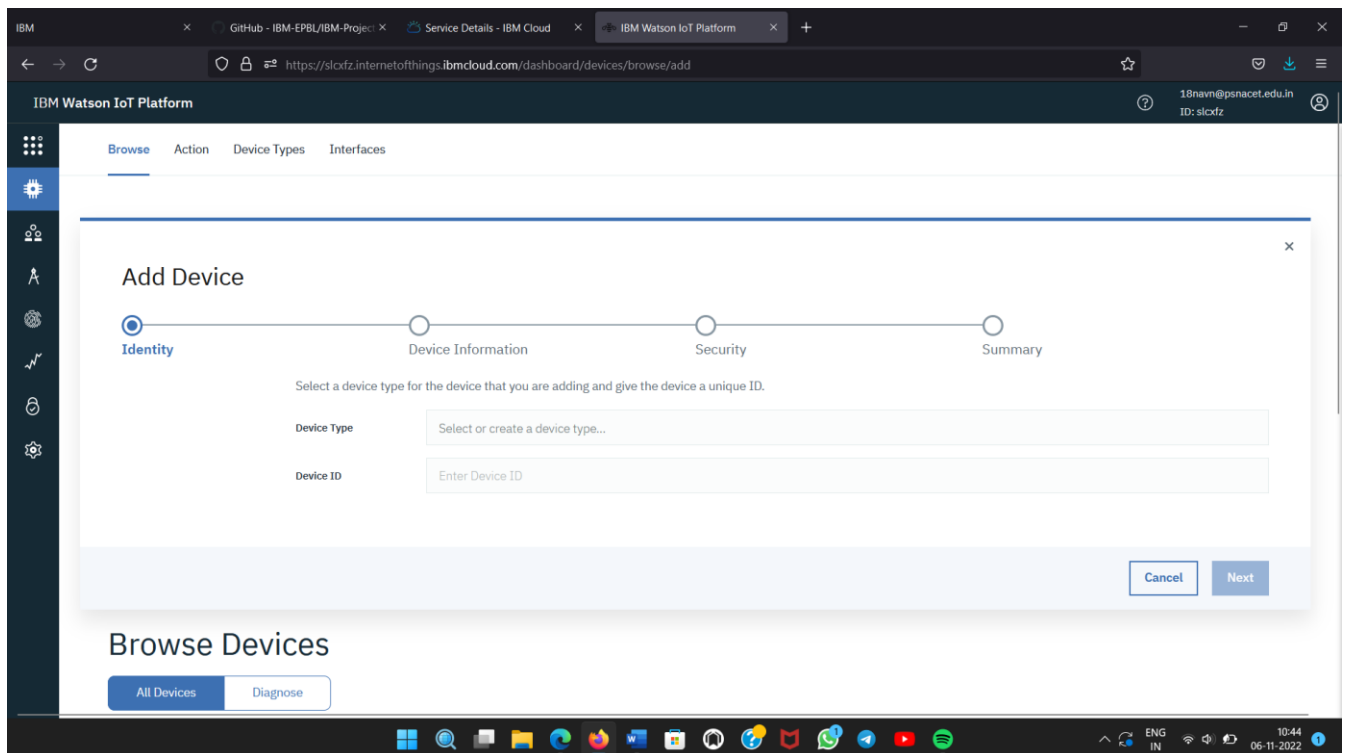 IBM
GitHub - IBM-EPBL/IBM-Project
Service Details - IBM Cloud
IBM Watson IoT Platform
https://slcxfz.internetofthings.ibmcloud.com/dashboard/devices/browse/add
IBM Watson IoT Platform
18navn@psnacet.edu.in
ID: slcxfz
Browse Action Device Types Interfaces
Add Device
Identity Device Information Security Summary
Select a device type for the device that you are adding and give the device a unique ID.
Device Type Select or create a device type...
Device ID Enter Device ID
Cancel Next
Browse Devices
All Devices Diagnose
ENG
IN
10:44
06-11-2022
1